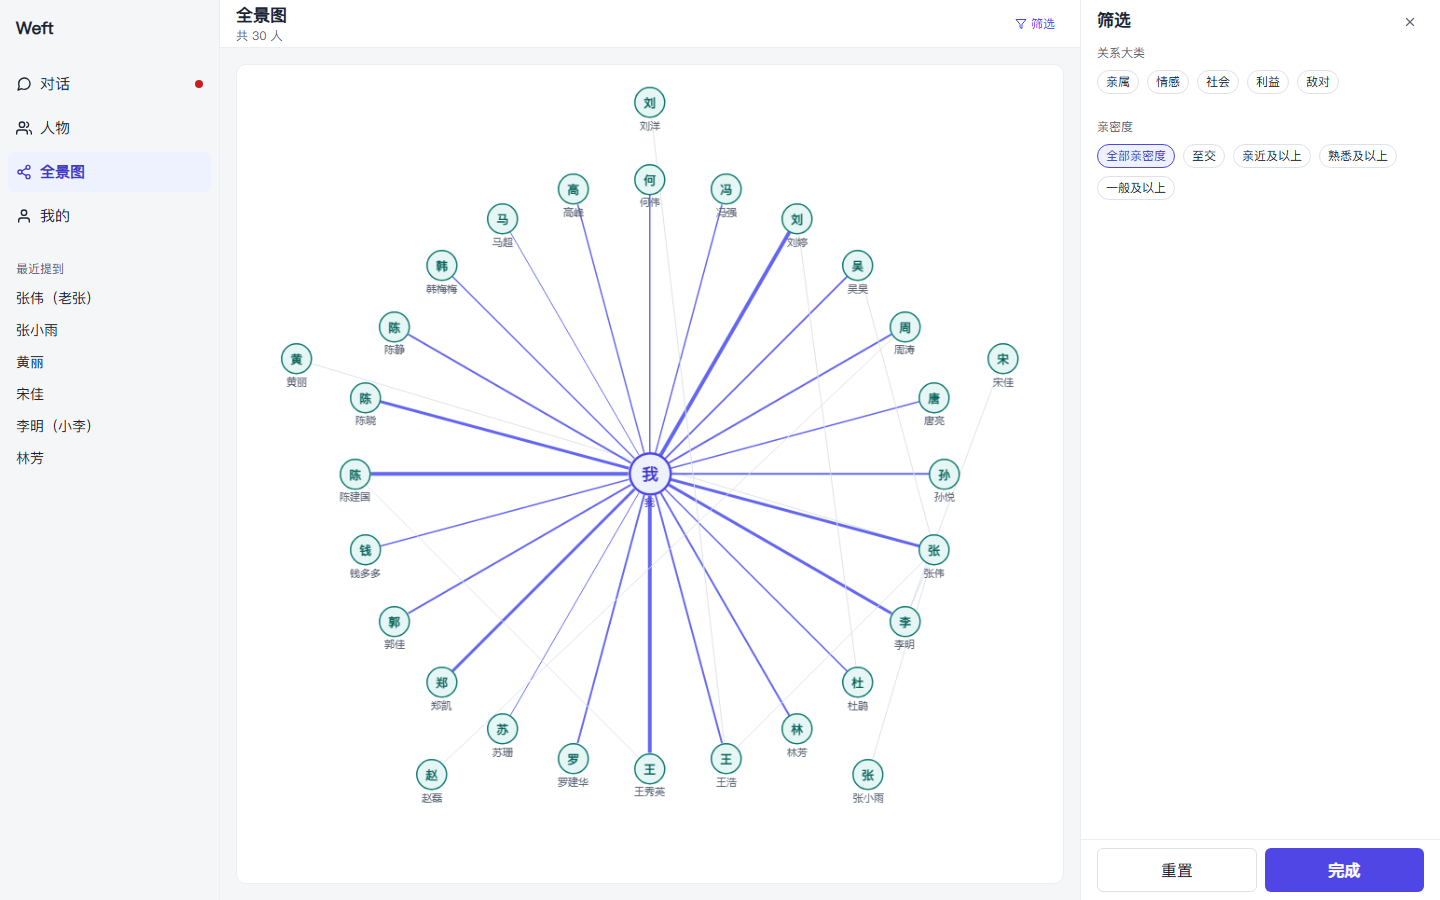 Weft
对话
人物
全景图
我的
最近提到
张伟（老张）
张小雨
黄丽
宋佳
李明（小李）
林芳
全景图
共 30 人
筛选
刘
刘洋
何
何伟
高
高峰
冯
冯强
马
马超
刘
刘婷
韩
韩梅梅
吴
吴昊
陈
陈静
周
周涛
黄
黄丽
宋
宋佳
陈
陈晓
唐
唐亮
陈
陈建国
我
我
孙
孙悦
钱
钱多多
张
张伟
郭
郭佳
李
李明
郑
郑凯
杜
杜鹃
苏
苏珊
林
林芳
罗
罗建华
王
王秀英
王
王浩
赵
赵磊
张
张小雨
筛选
关系大类
亲属 情感 社会 利益 敌对
亲密度
全部亲密度 至交 亲近及以上 熟悉及以上
一般及以上
重置 完成